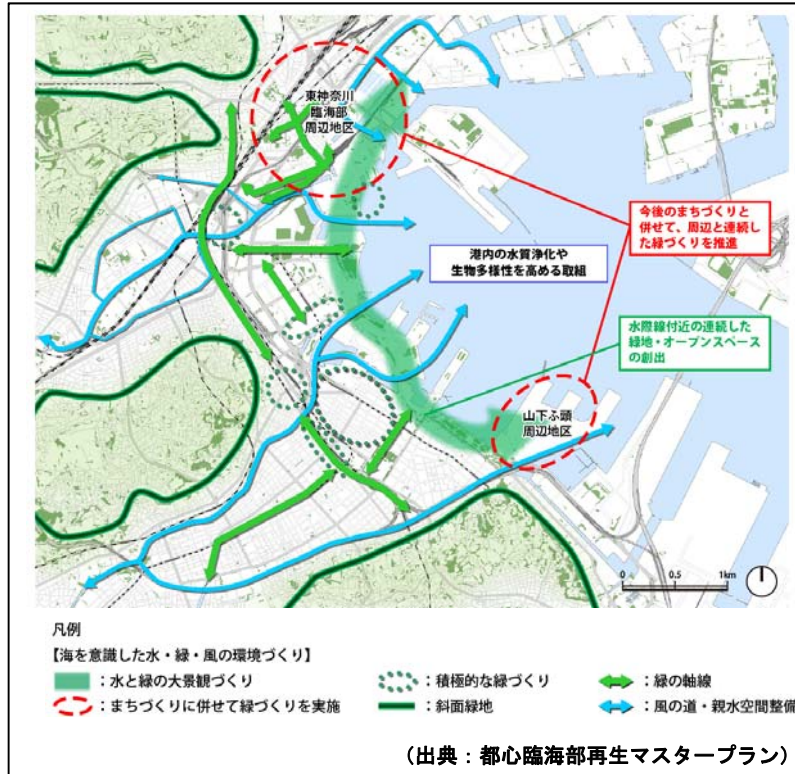 東神奈川
臨海部
周辺地区
今後のまちづくりと
併せて、周辺と連続し
た緑づくりを推進
港内の水質浄化や
生物多様性を高める取組
水際線付近の連続した
緑地・オープンスペース
の創出
山下ふ頭
周辺地区
0 0.5 1km
凡例
【海を意識した水・緑・風の環境づくり】
：水と緑の大景観づくり ：積極的な緑づくり ：緑の軸線
：まちづくりに併せて緑づくりを実施 ：斜面緑地 ：風の道・親水空間整備
（出典：都心臨海部再生マスタープラン）